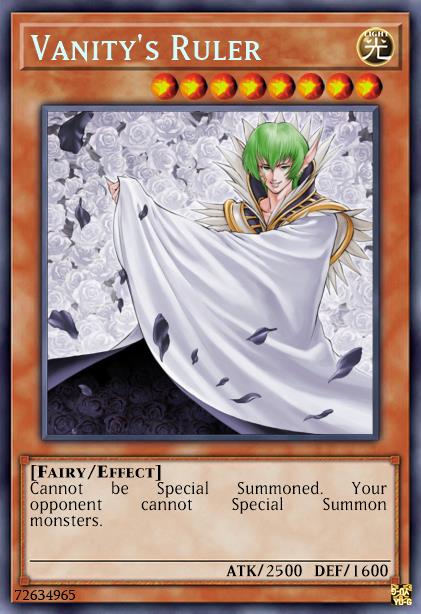 Vanity's Ruler
LIGHT
光
[Fairy/Effect]
Cannot be Special Summoned. Your
opponent cannot Special Summon
monsters.
ATK/2500 DEF/1600
72634965